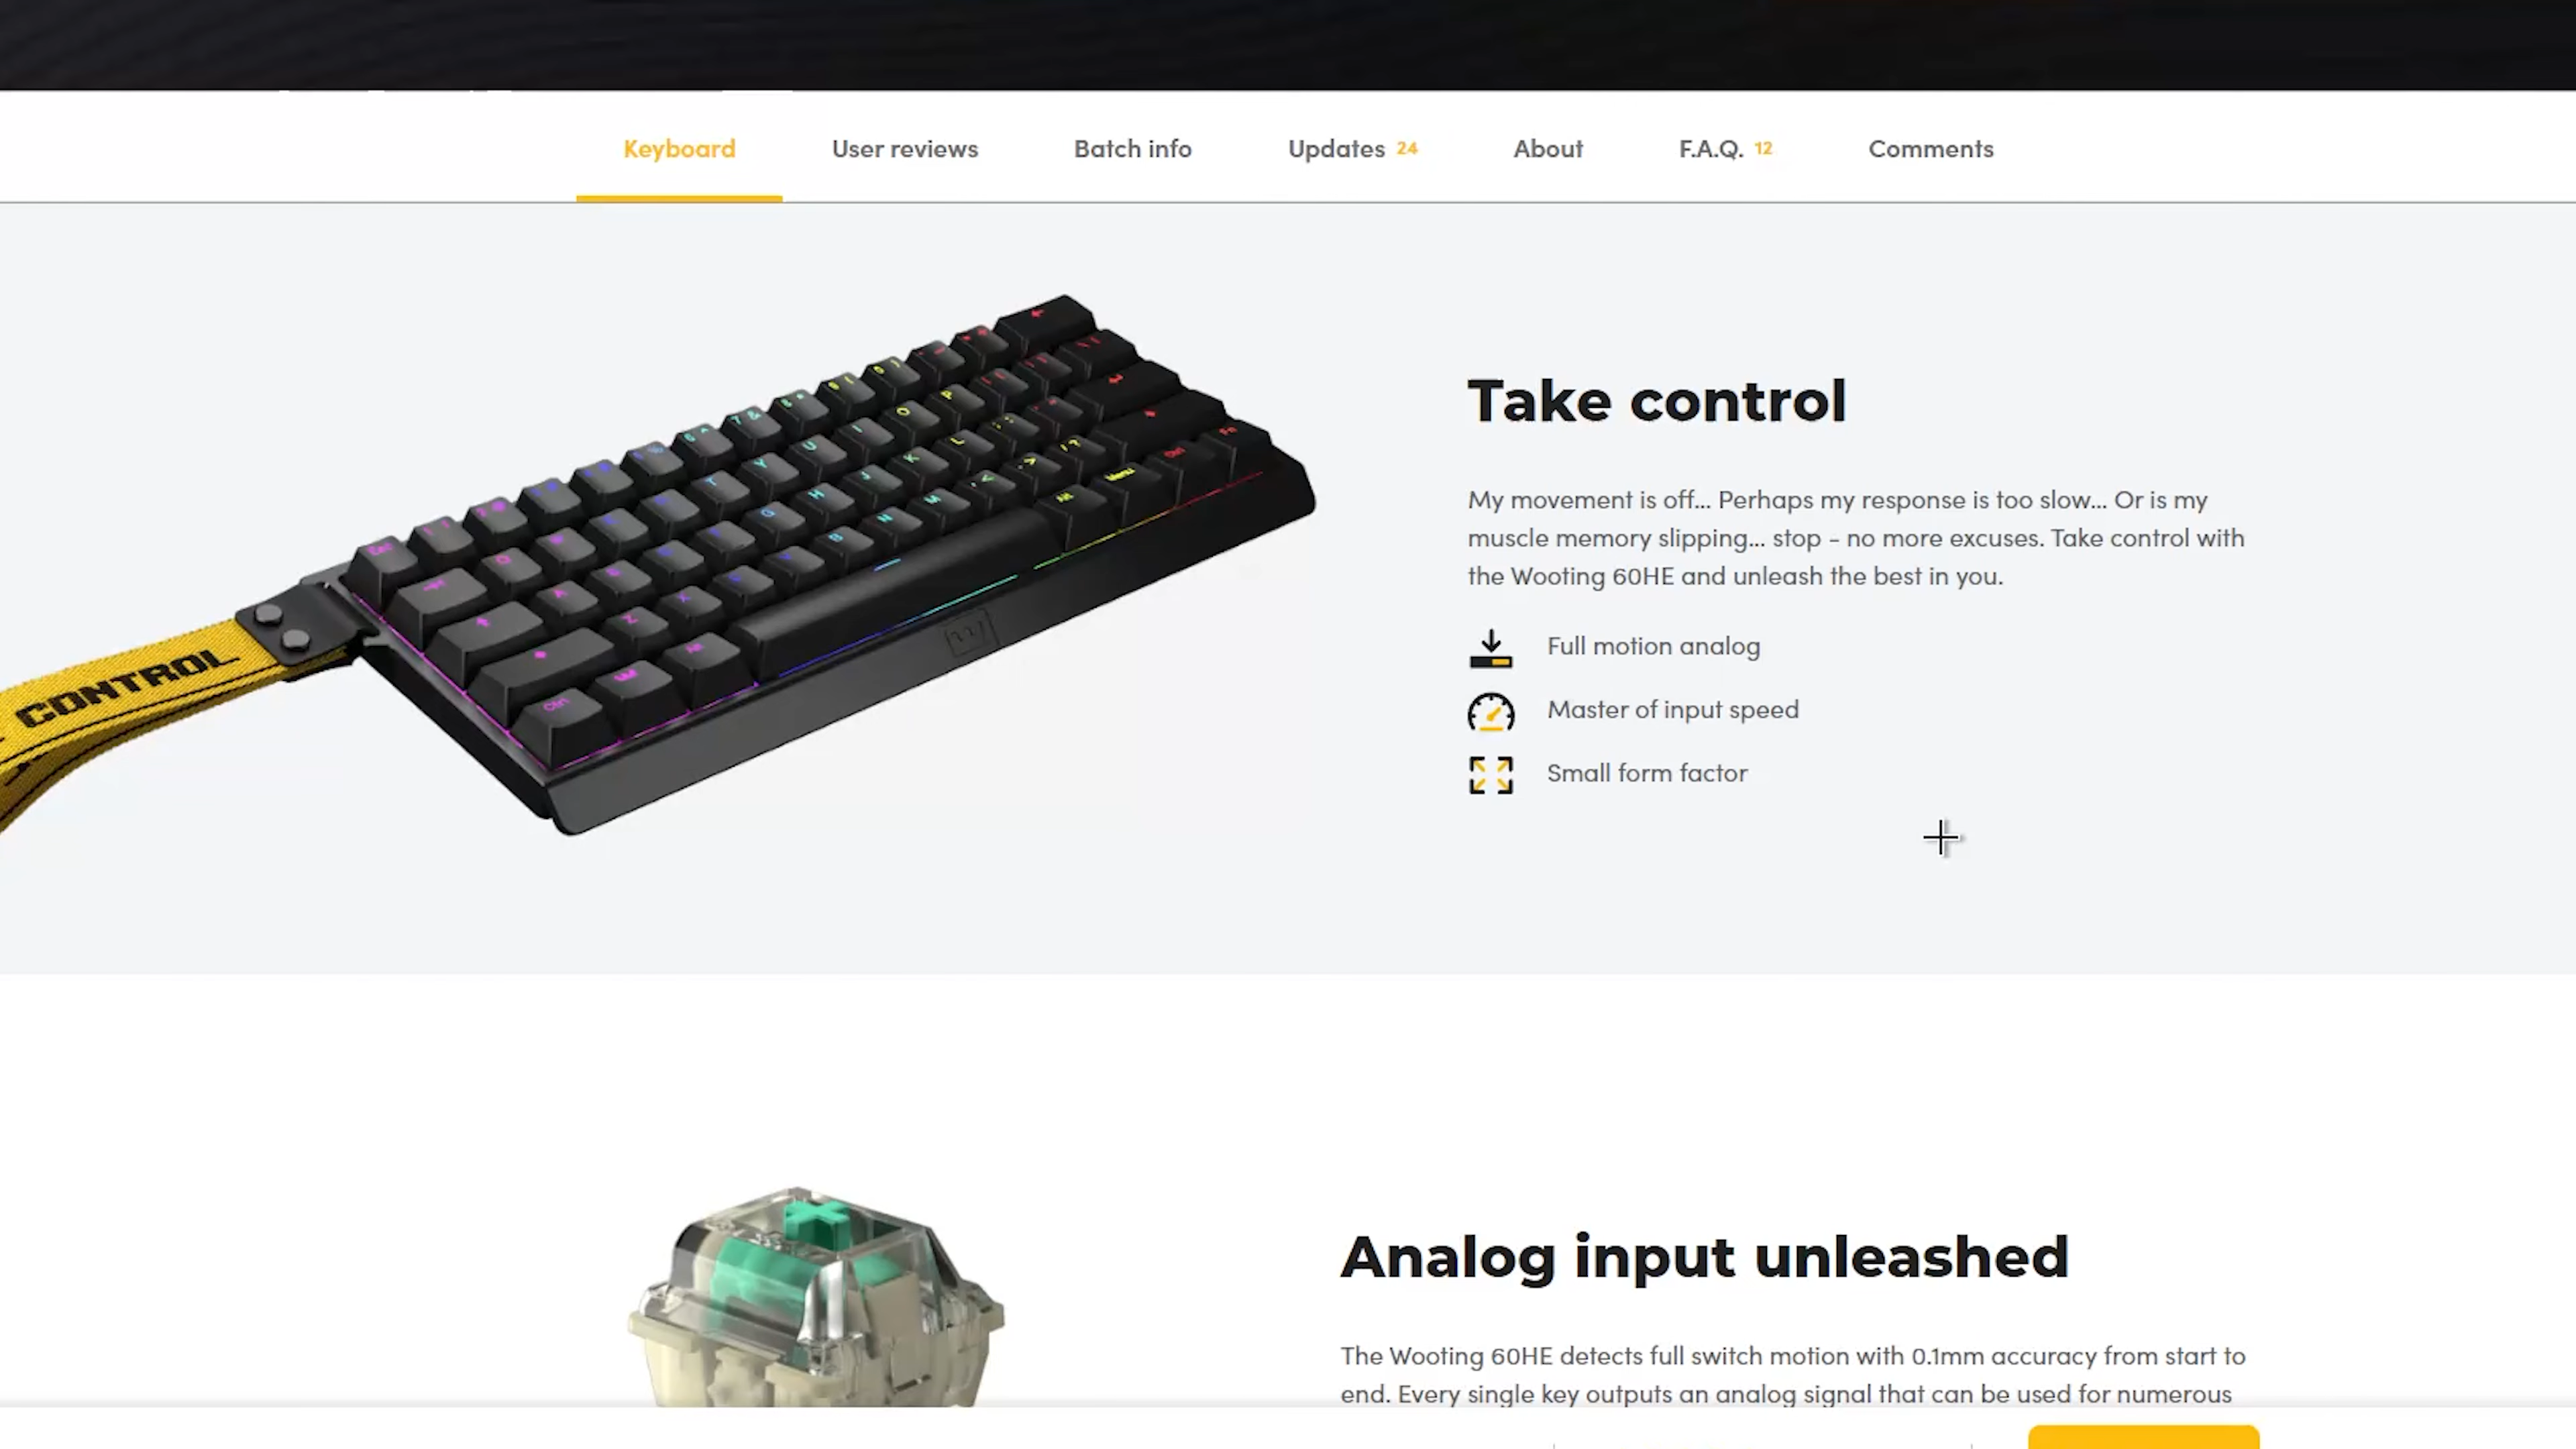 Keyboard
User reviews
Batch info
Updates 24
About
F.A.Q. 12
Comments
CONTROL
Take control
My movement is off... Perhaps my response is too slow... Or is my
muscle memory slipping... stop - no more excuses. Take control with
the Wooting 60HE and unleash the best in you.
Full motion analog
Master of input speed
Small form factor
Analog input unleashed
The Wooting 60HE detects full switch motion with 0.1mm accuracy from start to
end. Every single key outputs an analog signal that can be used for numerous